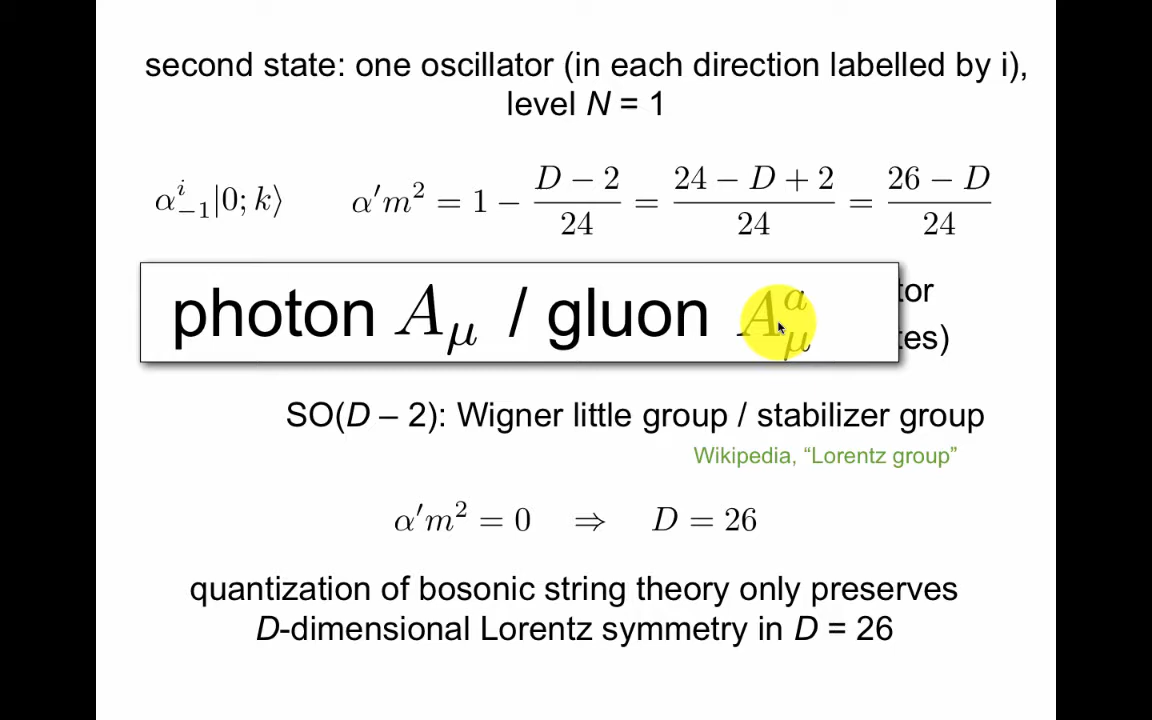 second state: one oscillator (in each direction labelled by i),
level N = 1
α^i_{−1}|0; k⟩    α′m² = 1 − (D − 2)/24 = (24 − D + 2)/24 = (26 − D)/24
photon A_μ / gluon A^a_μ
SO(D – 2): Wigner little group / stabilizer group
Wikipedia, “Lorentz group”
α′m² = 0   ⇒   D = 26
quantization of bosonic string theory only preserves
D-dimensional Lorentz symmetry in D = 26